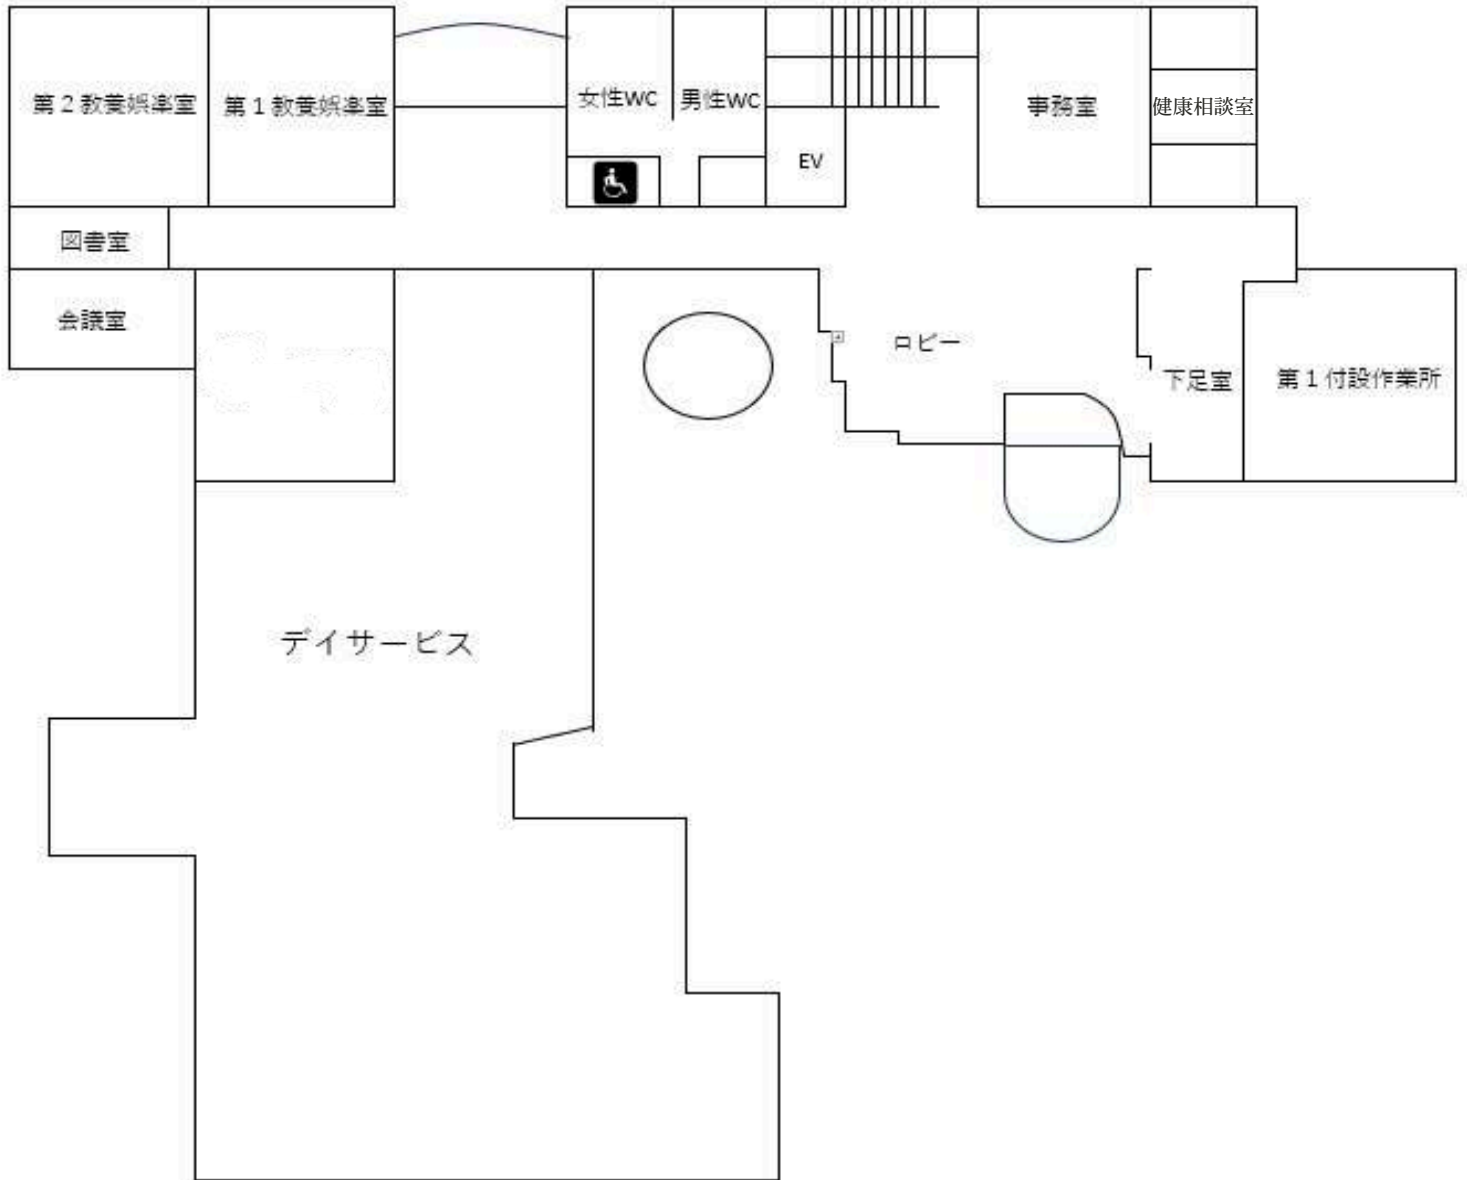 第2教養娯楽室
第1教養娯楽室
女性WC
男性WC
EV
事務室
健康相談室
図書室
会議室
ロビー
下足室
第1付設作業所
デイサービス